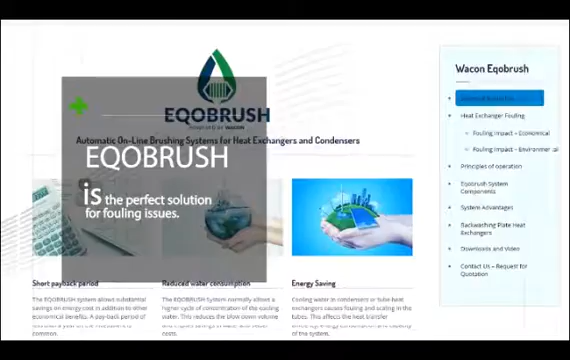 EQOBRUSH
Automatic On-Line Brushing Systems for Heat Exchangers and Condensers
EQOBRUSH
is the perfect solution
for fouling issues.
Short payback period
The EQOBRUSH system allows substantial
savings on energy cost in addition to other
economical benefits. A pay-back period of
common.
Reduced water consumption
The EQOBRUSH System normally allows a
higher cycle of concentration of the cooling
water. This reduces the blow down volume
costs.
Energy Saving
Cooling water in condensers or tube heat
exchangers causes fouling and scaling in the
tubes. This affects the heat transfer
of the system.
Wacon Eqobrush
Heat Exchanger Fouling
Fouling Impact – Economical
Fouling Impact – Environmental
Principles of operation
Eqobrush System
Components
System Advantages
Backwashing Plate Heat
Exchangers
Downloads and Video
Contact Us – Request for
Quotation